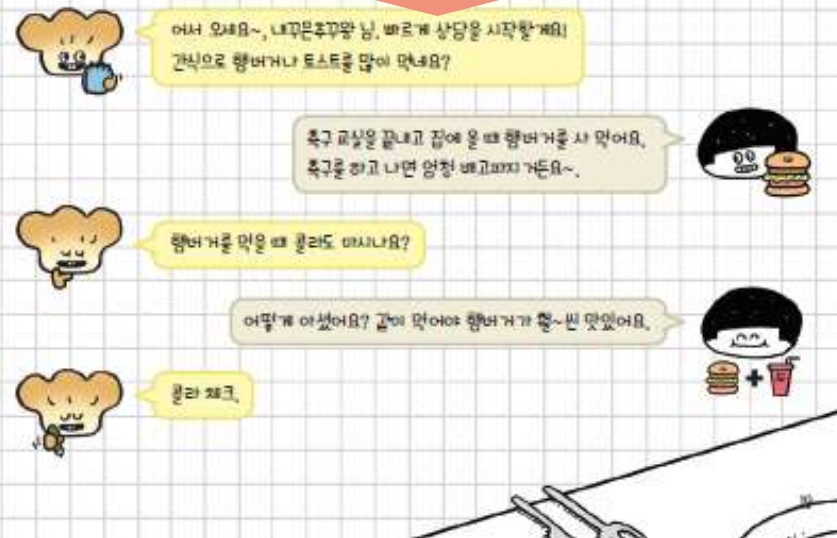 어서 오세요~, 내꾸믄축꾸왕 님, 빠르게 상담을 시작할게요!
간식으로 햄버거나 토스트를 많이 먹네요?
축구 교실을 끝내고 집에 올 때 햄버거를 사 먹어요.
축구를 하고 나면 엄청 배고파지거든요~.
햄버거를 먹을 때 콜라도 마시나요?
어떻게 아셨어요? 같이 먹어야 햄버거가 훨~씬 맛있어요.
콜라 체크.